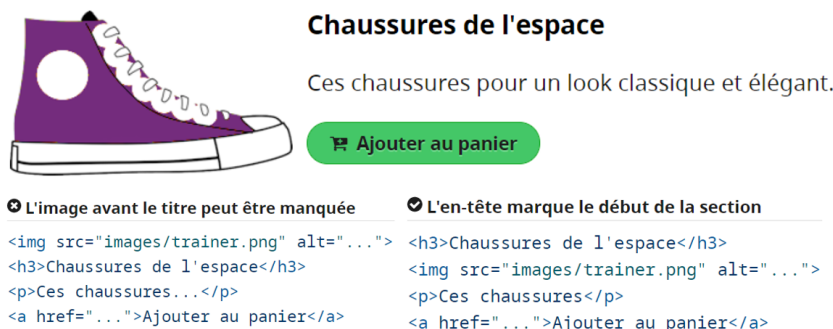 Chaussures de l'espace
Ces chaussures pour un look classique et élégant.
Ajouter au panier
L'image avant le titre peut être manquée
<img src="images/trainer.png" alt="...">
<h3>Chaussures de l'espace</h3>
<p>Ces chaussures...</p>
<a href="...">Ajouter au panier</a>
L'en-tête marque le début de la section
<h3>Chaussures de l'espace</h3>
<img src="images/trainer.png" alt="...">
<p>Ces chaussures</p>
<a href="...">Ajouter au panier</a>